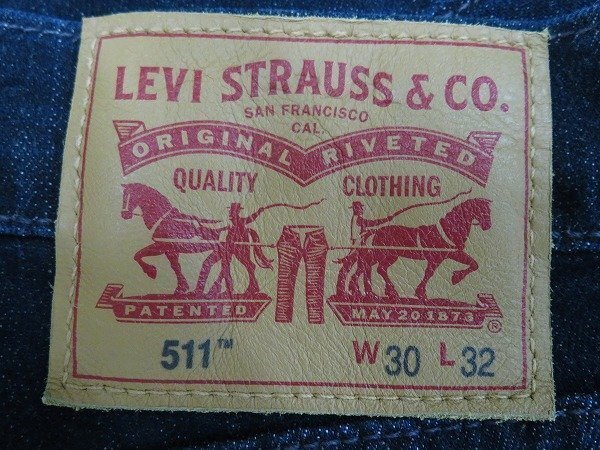 LEVI STRAUSS & CO.
SAN FRANCISCO
CAL.
ORIGINAL RIVETED
QUALITY CLOTHING
PATENTED MAY 20 1873 ®
511™ W 30 L 32